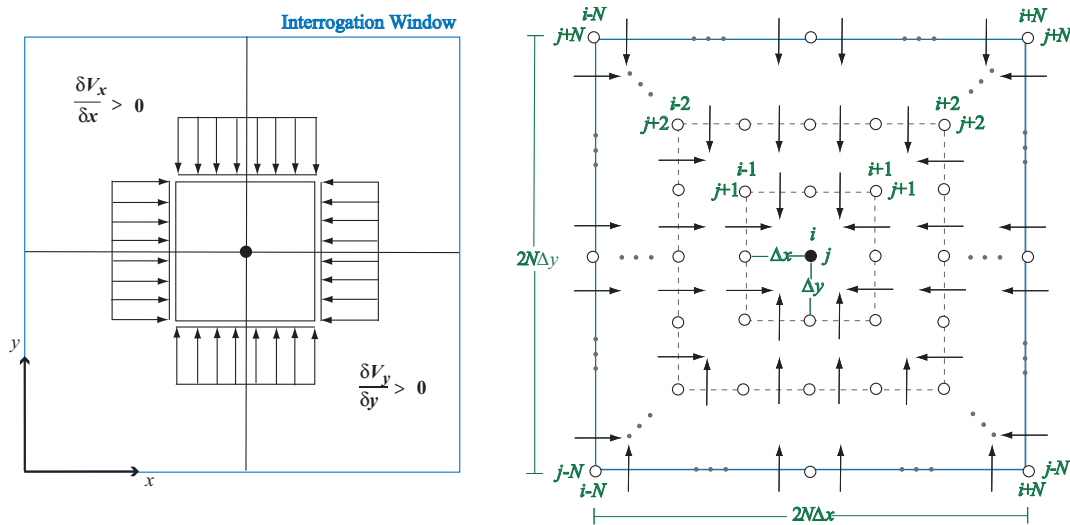 Interrogation Window
δVx
δx
> 0
δVy
δy
> 0
y
x
i-N
j+N
i+N
j+N
i-2
j+2
i+2
j+2
i-1
j+1
i+1
j+1
i
j
Δx
Δy
2NΔy
j-N
i-N
j-N
i+N
2NΔx